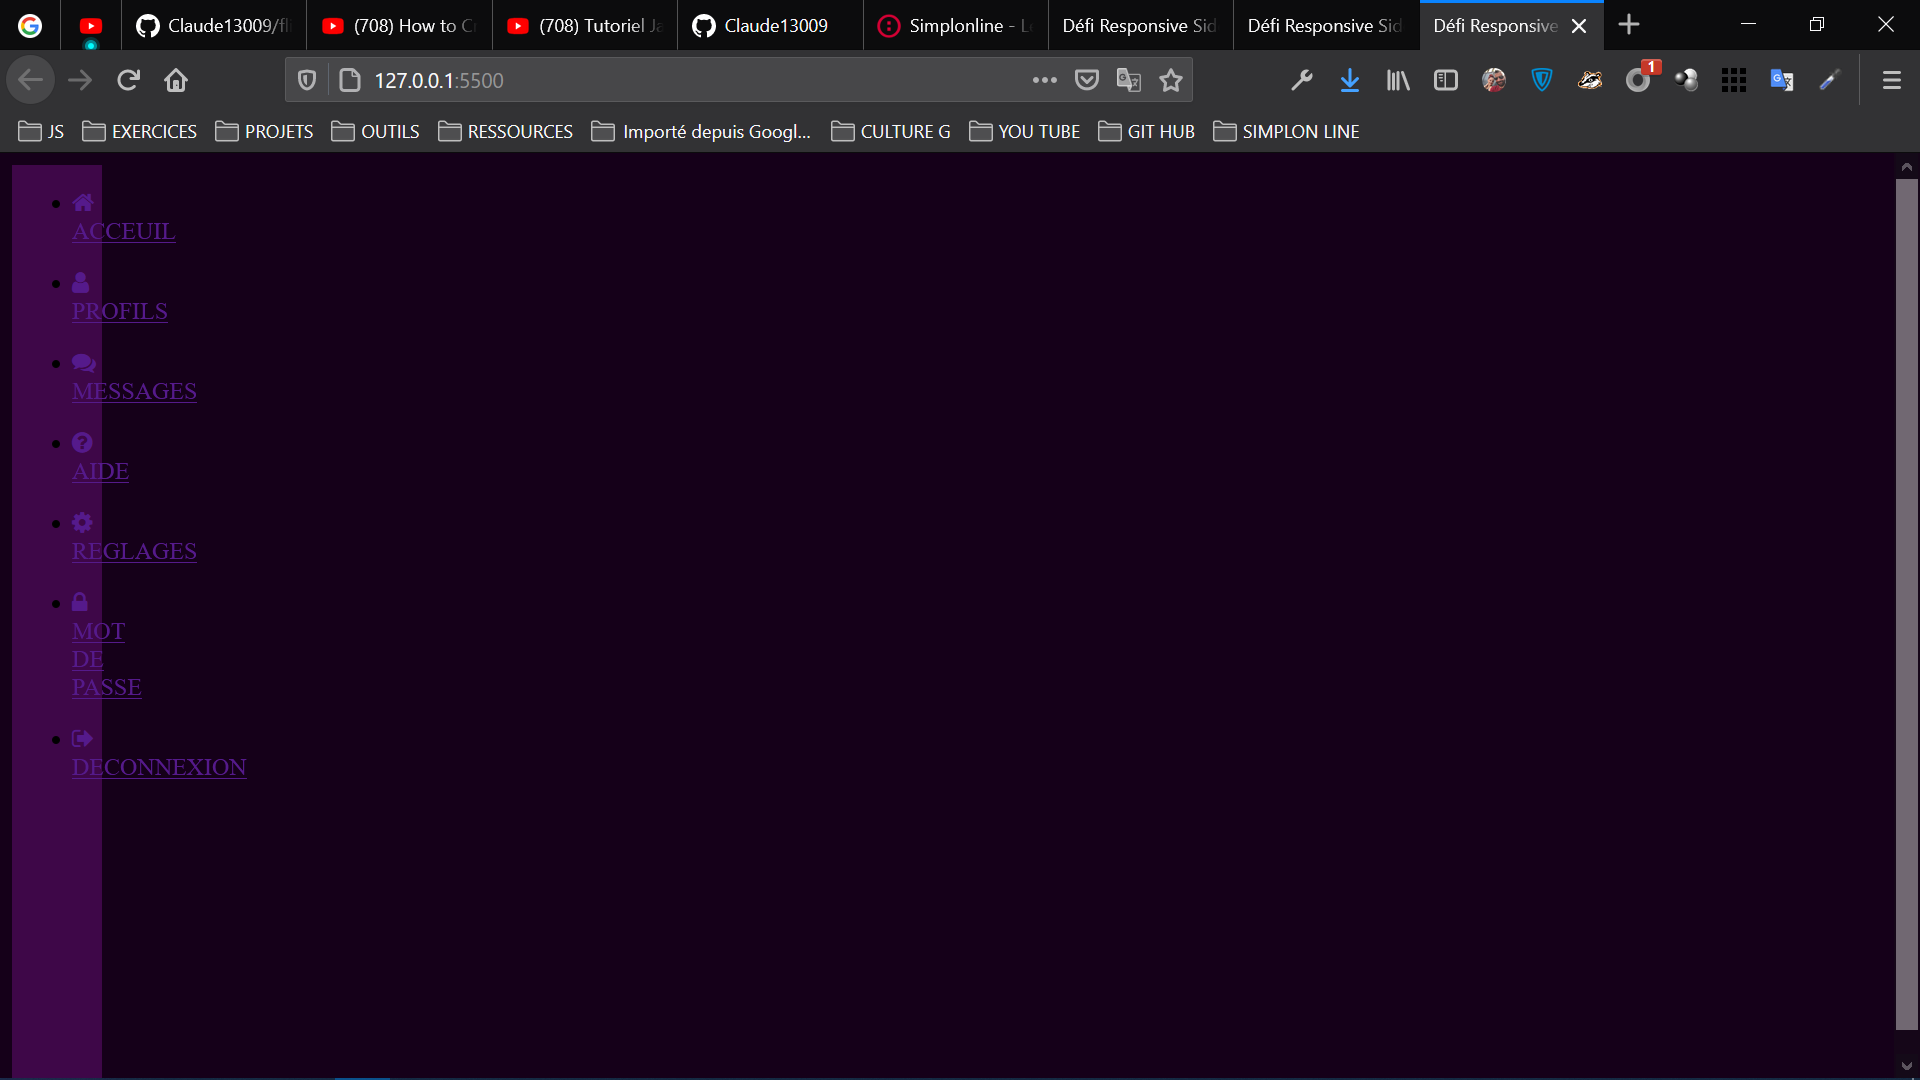 Claude13009/fl
(708) How to C
(708) Tutoriel Ja
Claude13009
Simplonline - L
Défi Responsive Sid
Défi Responsive Sid
Défi Responsive
127.0.0.1:5500
1
JS
EXERCICES
PROJETS
OUTILS
RESSOURCES
Importé depuis Googl...
CULTURE G
YOU TUBE
GIT HUB
SIMPLON LINE
ACCEUIL
PROFILS
MESSAGES
AIDE
REGLAGES
MOT
DE
PASSE
DECONNEXION